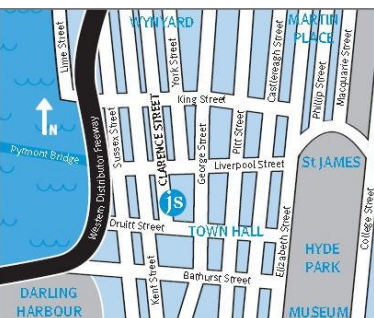 WYNYARD
MARTIN
PLACE
Lime Street
York Street
Castlereagh Street
Phillip Street
Macquarie Street
King Street
N
Pyrmont Bridge
Western Distributor Freeway
Sussex Street
CLARENCE STREET
George Street
Pitt Street
Liverpool Street
St JAMES
js
Druitt Street
TOWN HALL
Elizabeth Street
College Street
HYDE
PARK
Kent Street
Bathurst Street
DARLING
HARBOUR
MUSEUM